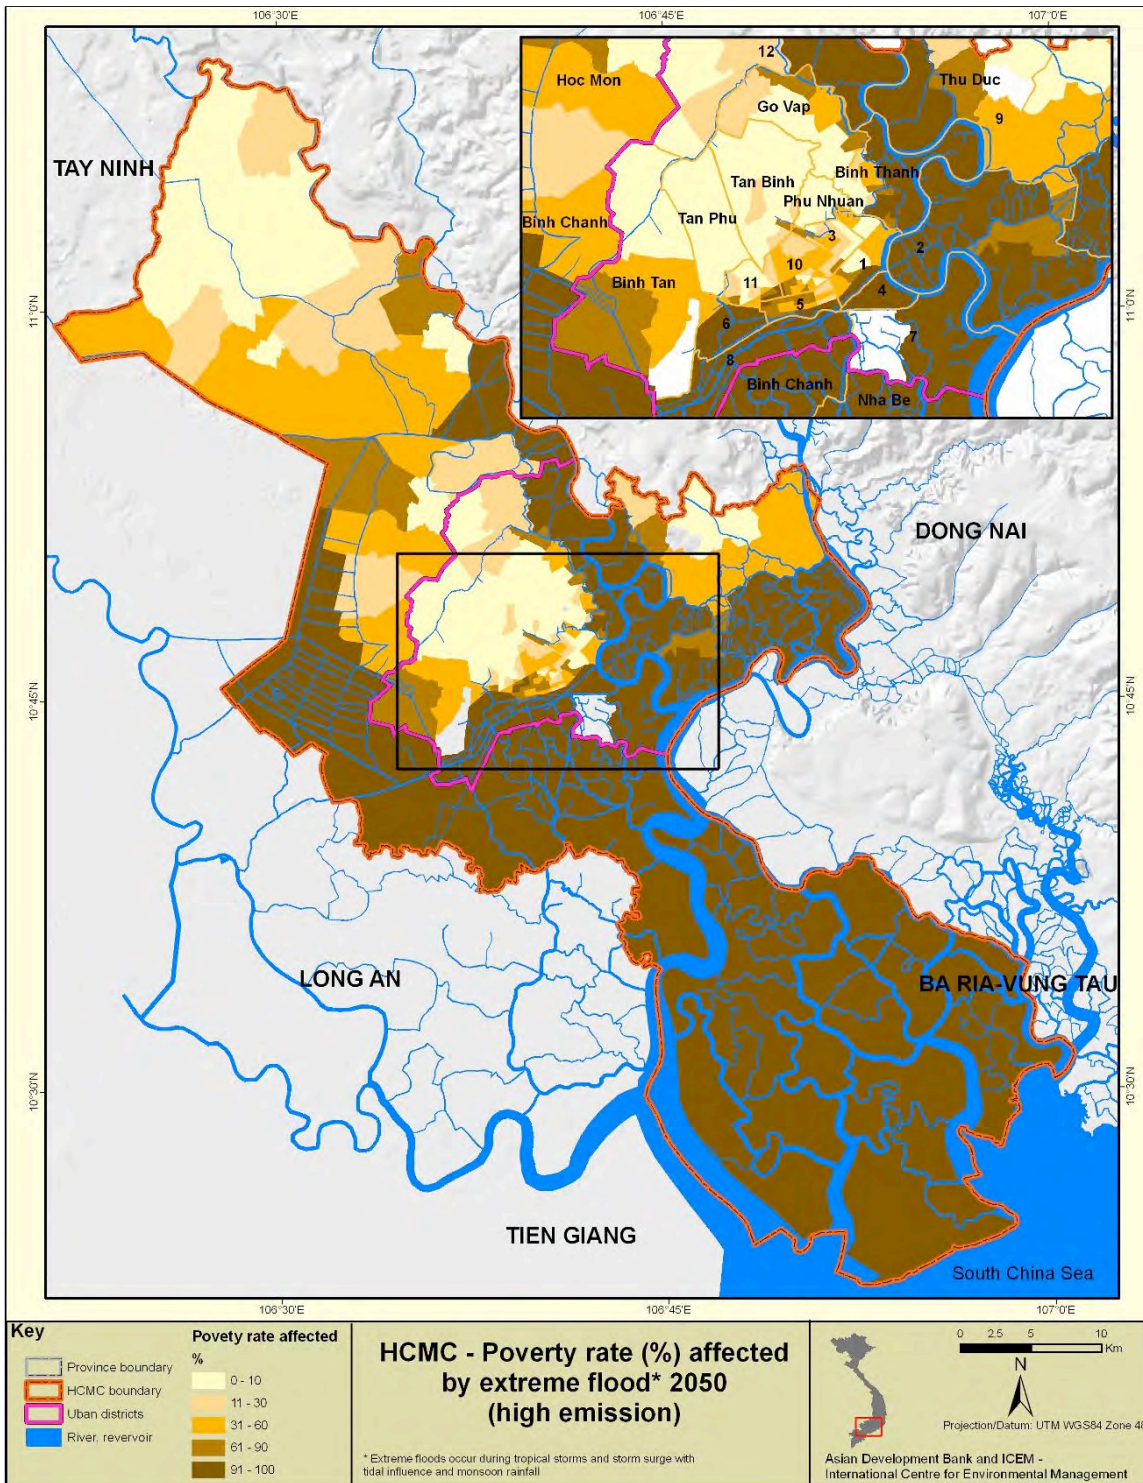 106°30'E
106°45'E
107°0'E
12
Hoc Mon
Thu Duc
Go Vap
9
TAY NINH
Binh Thanh
Tan Binh
Phu Nhuan
Tan Phu
Binh Chanh
3
2
10
1
Binh Tan
11
4
5
6
7
8
Binh Chanh
Nha Be
11°0'N
11°0'N
DONG NAI
10°45'N
10°45'N
LONG AN
BA RIA-VUNG TAU
10°30'N
10°30'N
TIEN GIANG
South China Sea
106°30'E
106°45'E
107°0'E
Key
Province boundary
HCMC boundary
Uban districts
River, reservoir
Povety rate affected
%
0 - 10
11 - 30
31 - 60
61 - 90
91 - 100
HCMC - Poverty rate (%) affected
by extreme flood* 2050
(high emission)
* Extreme floods occur during tropical storms and storm surge with
tidal influence and monsoon rainfall
0 2.5 5 10
Km
N
Projection/Datum: UTM WGS84 Zone 48
Asian Development Bank and ICEM -
International Centre for Environmental Management